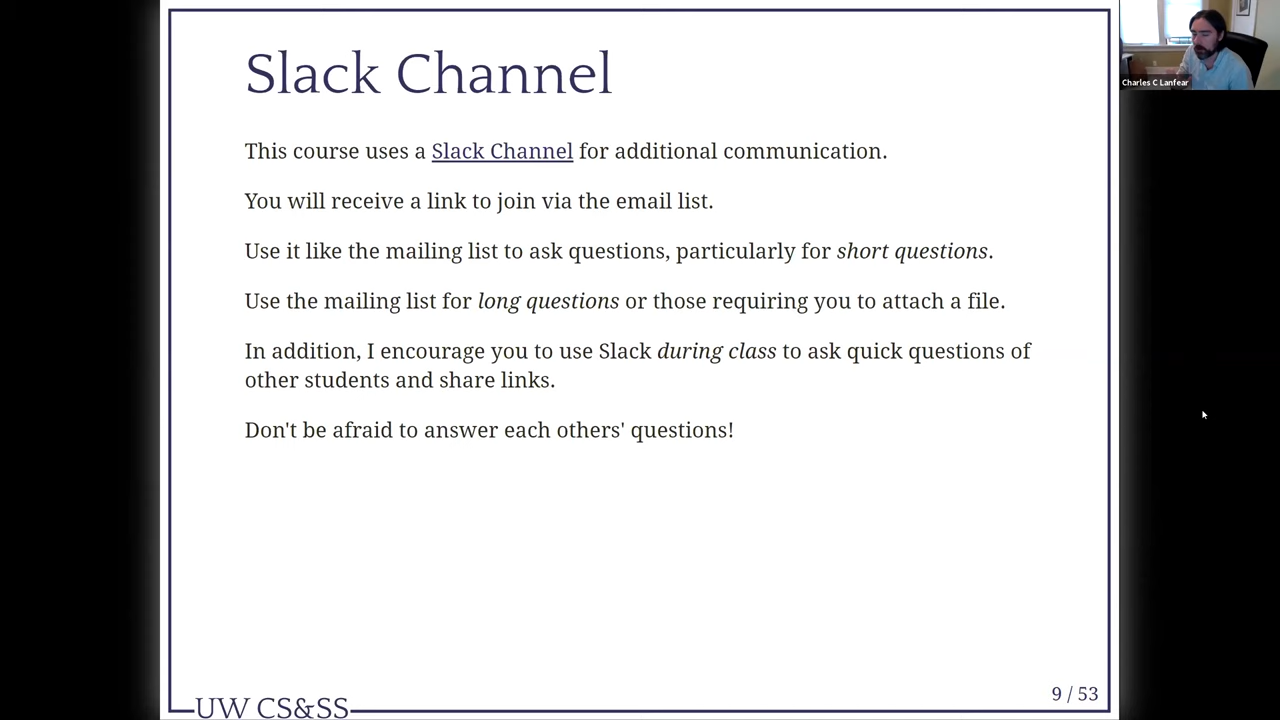 Slack Channel
This course uses a Slack Channel for additional communication.
You will receive a link to join via the email list.
Use it like the mailing list to ask questions, particularly for short questions.
Use the mailing list for long questions or those requiring you to attach a file.
In addition, I encourage you to use Slack during class to ask quick questions of
other students and share links.
Don't be afraid to answer each others' questions!
UW CS&SS
9 / 53
Charles C Lanfear